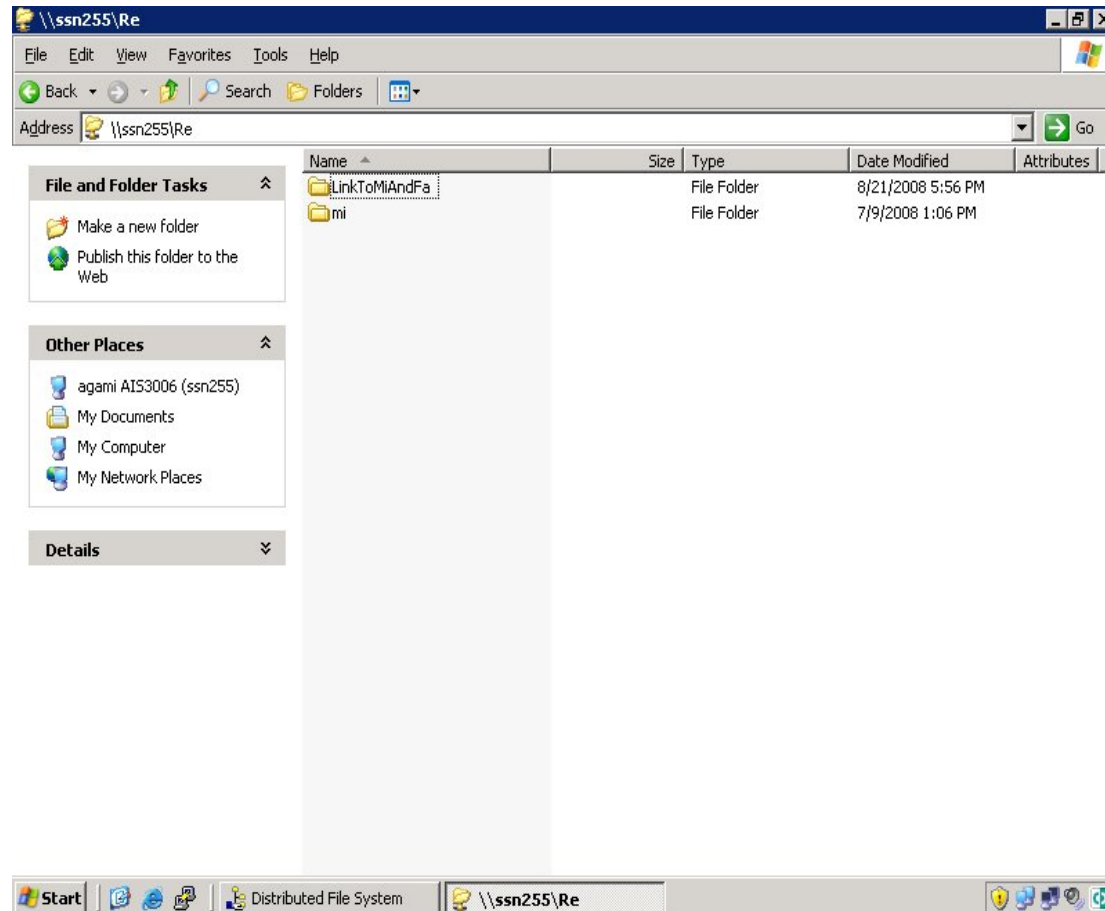 \\ssn255\Re
File Edit View Favorites Tools Help
Back Search Folders
Address \\ssn255\Re Go
Name Size Type Date Modified Attributes
LinkToMiAndFa File Folder 8/21/2008 5:56 PM
mi File Folder 7/9/2008 1:06 PM
File and Folder Tasks
Make a new folder
Publish this folder to the
Web
Other Places
agami AIS3006 (ssn255)
My Documents
My Computer
My Network Places
Details
Start Distributed File System \\ssn255\Re